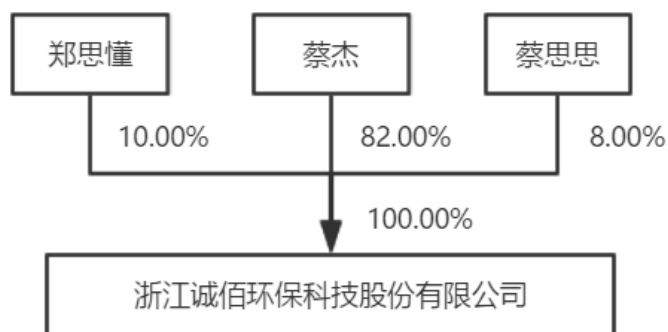 郑思懂
蔡杰
蔡思思
10.00%
82.00%
8.00%
100.00%
浙江诚佰环保科技股份有限公司